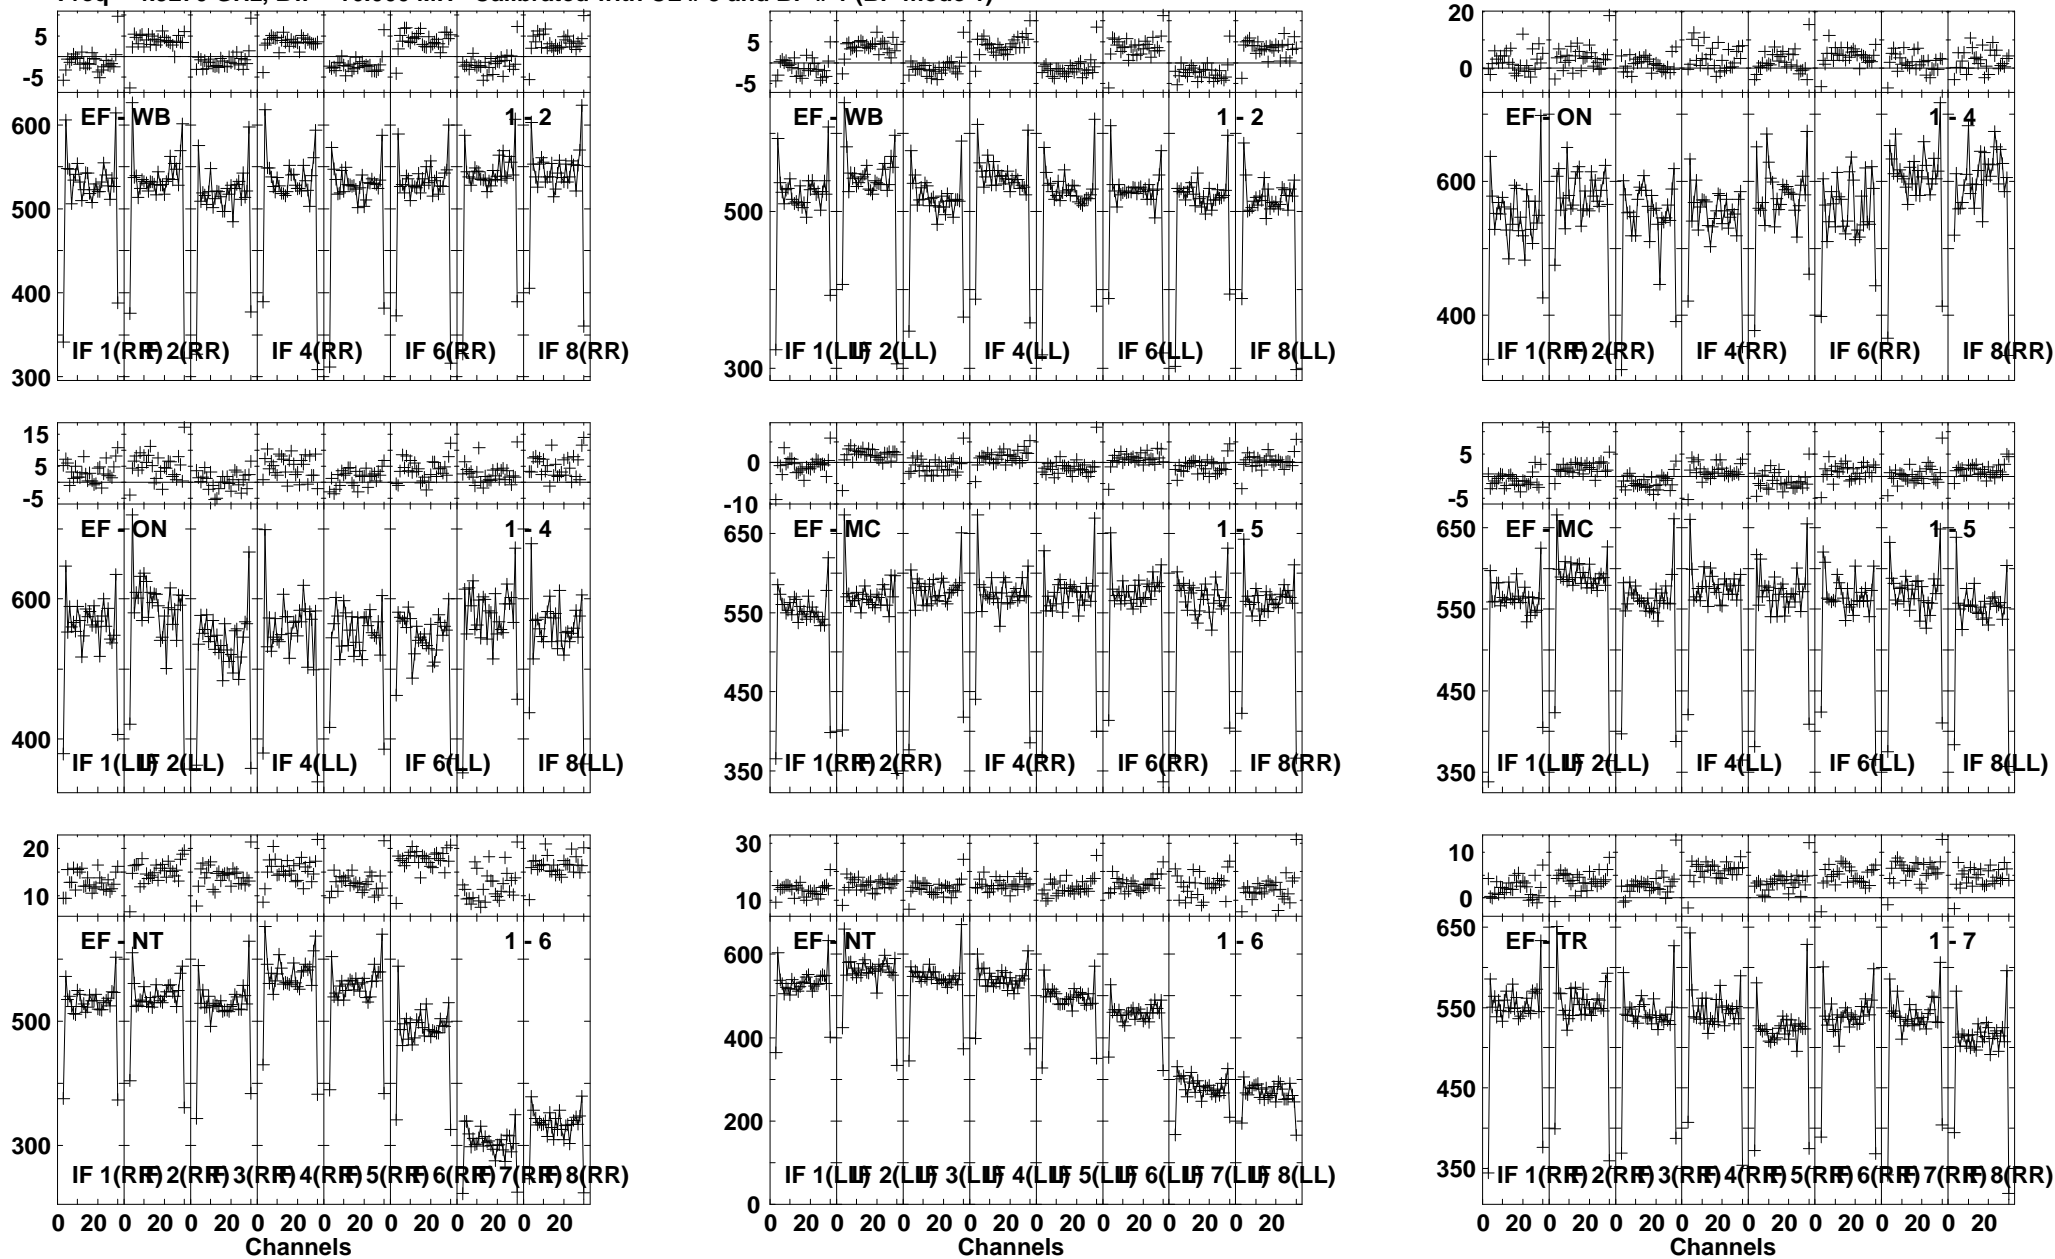 5
-5
600
500
400
300
EF - WB
1 - 2
IF 1(RR)
IF 2(RR)
IF 4(RR)
IF 6(RR)
IF 8(RR)
5
-5
500
300
EF - WB
1 - 2
IF 1(LL)
IF 2(LL)
IF 4(LL)
IF 6(LL)
IF 8(LL)
20
0
600
400
EF - ON
1 - 4
IF 1(RR)
IF 2(RR)
IF 4(RR)
IF 6(RR)
IF 8(RR)
15
5
-5
600
400
EF - ON
1 - 4
IF 1(LL)
IF 2(LL)
IF 4(LL)
IF 6(LL)
IF 8(LL)
0
-10
650
550
450
350
EF - MC
1 - 5
IF 1(RR)
IF 2(RR)
IF 4(RR)
IF 6(RR)
IF 8(RR)
5
-5
650
550
450
350
EF - MC
1 - 5
IF 1(LL)
IF 2(LL)
IF 4(LL)
IF 6(LL)
IF 8(LL)
20
10
500
300
EF - NT
1 - 6
IF 1(RR)
IF 2(RR)
IF 3(RR)
IF 4(RR)
IF 5(RR)
IF 6(RR)
IF 7(RR)
IF 8(RR)
0 20 0 20 0 20 0 20 0 20 0 20 0 20 0 20
Channels
30
10
600
400
200
0
EF - NT
1 - 6
IF 1(LL)
IF 2(LL)
IF 3(LL)
IF 4(LL)
IF 5(LL)
IF 6(LL)
IF 7(LL)
IF 8(LL)
0 20 0 20 0 20 0 20 0 20 0 20 0 20 0 20
Channels
10
0
650
550
450
350
EF - TR
1 - 7
IF 1(RR)
IF 2(RR)
IF 3(RR)
IF 4(RR)
IF 5(RR)
IF 6(RR)
IF 7(RR)
IF 8(RR)
0 20 0 20 0 20 0 20 0 20 0 20 0 20 0 20
Channels